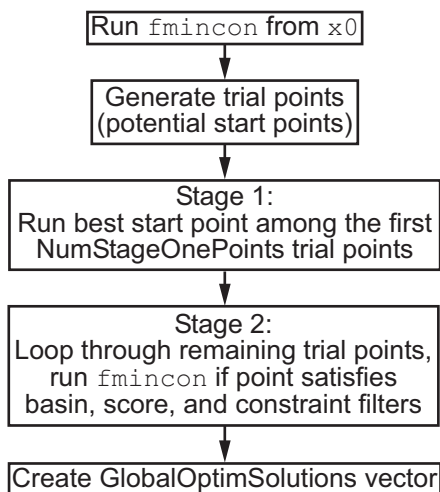 Run fmincon from x0
Generate trial points
(potential start points)
Stage 1:
Run best start point among the first
NumStageOnePoints trial points
Stage 2:
Loop through remaining trial points,
run fmincon if point satisfies
basin, score, and constraint filters
Create GlobalOptimSolutions vector